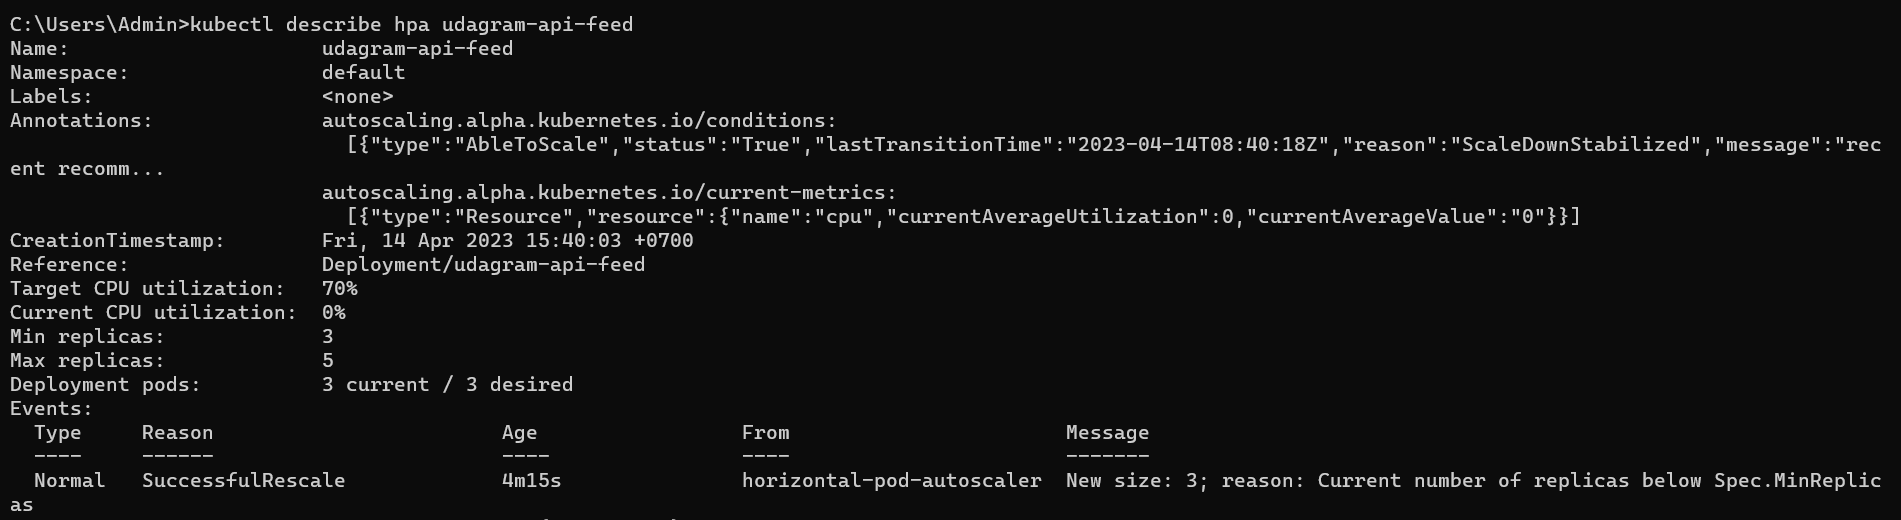 C:\Users\Admin>kubectl describe hpa udagram-api-feed
Name:                     udagram-api-feed
Namespace:                default
Labels:                   <none>
Annotations:              autoscaling.alpha.kubernetes.io/conditions:
                            [{"type":"AbleToScale","status":"True","lastTransitionTime":"2023-04-14T08:40:18Z","reason":"ScaleDownStabilized","message":"rec
ent recomm...
                          autoscaling.alpha.kubernetes.io/current-metrics:
                            [{"type":"Resource","resource":{"name":"cpu","currentAverageUtilization":0,"currentAverageValue":"0"}}]
CreationTimestamp:        Fri, 14 Apr 2023 15:40:03 +0700
Reference:                Deployment/udagram-api-feed
Target CPU utilization:   70%
Current CPU utilization:  0%
Min replicas:             3
Max replicas:             5
Deployment pods:          3 current / 3 desired
Events:
  Type     Reason                        Age                 From                       Message
  ----     ------                        ----                ----                       -------
  Normal   SuccessfulRescale             4m15s               horizontal-pod-autoscaler  New size: 3; reason: Current number of replicas below Spec.MinReplic
as